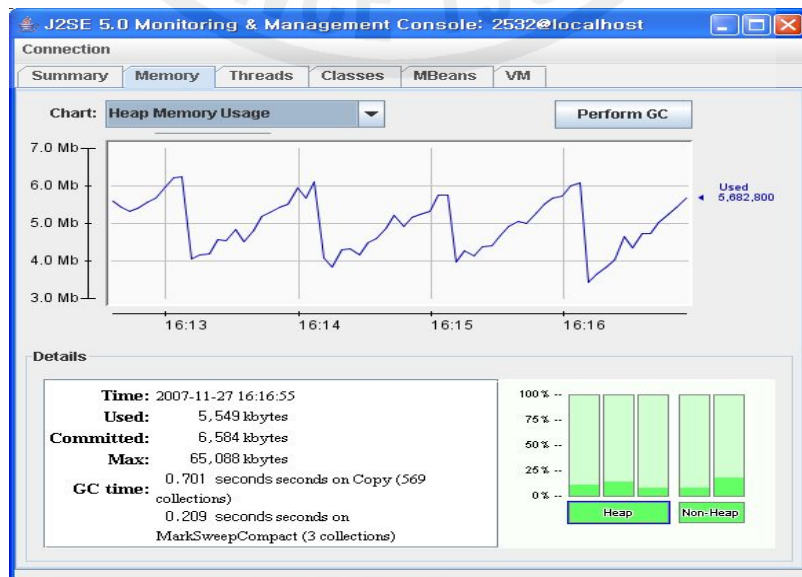 J2SE 5.0 Monitoring & Management Console: 2532@localhost
Connection
Summary Memory Threads Classes MBeans VM
Chart: Heap Memory Usage Perform GC
7.0 Mb
6.0 Mb
5.0 Mb
4.0 Mb
3.0 Mb
Used
5,682,800
16:13 16:14 16:15 16:16
Details
Time: 2007-11-27 16:16:55
Used: 5,549 kbytes
Committed: 6,584 kbytes
Max: 65,088 kbytes
GC time: 0.701 seconds seconds on Copy (569
collections)
0.209 seconds seconds on
MarkSweepCompact (3 collections)
100% --
75% --
50% --
25% --
0% --
Heap Non-Heap